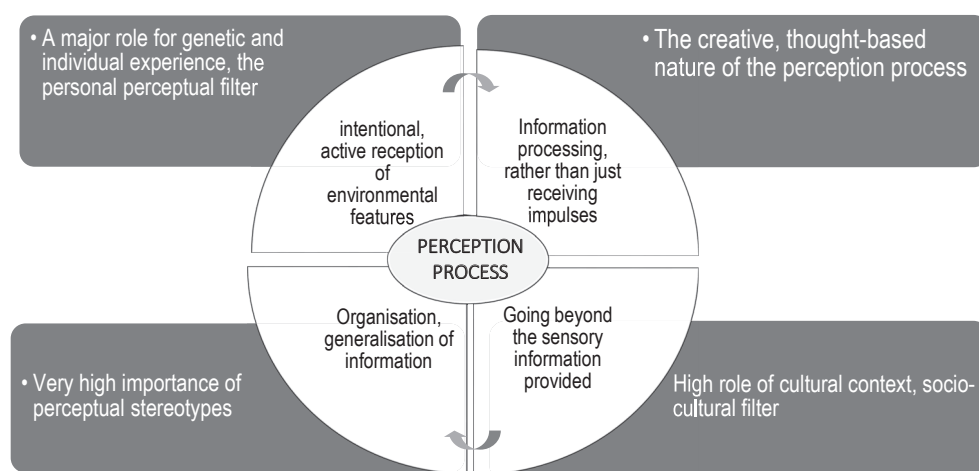 • A major role for genetic and
individual experience, the
personal perceptual filter
• The creative, thought-based
nature of the perception process
intentional,
active reception
of
environmental
features
Information
processing,
rather than just
receiving
impulses
PERCEPTION
PROCESS
Organisation,
generalisation of
information
Going beyond
the sensory
information
provided
• Very high importance of
perceptual stereotypes
High role of cultural context, socio-
cultural filter